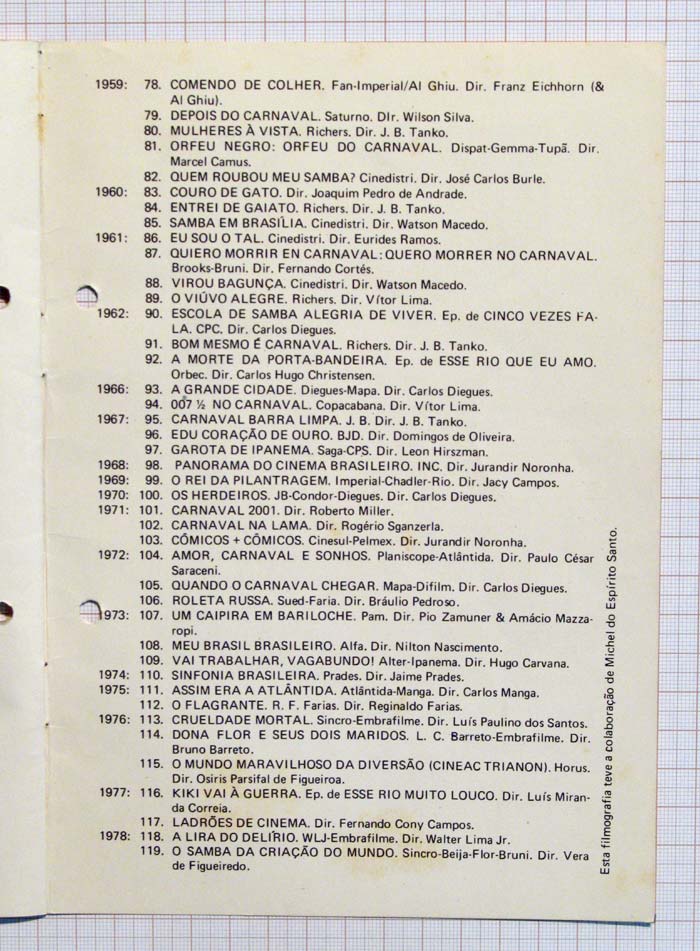 1959: 78. COMENDO DE COLHER. Fan-Imperial/Al Ghiu. Dir. Franz Eichhorn (&
Al Ghiu).
79. DEPOIS DO CARNAVAL. Saturno. DIr. Wilson Silva.
80. MULHERES À VISTA. Richers. Dir. J. B. Tanko.
81. ORFEU NEGRO: ORFEU DO CARNAVAL. Dispat-Gemma-Tupã. Dir.
Marcel Camus.
82. QUEM ROUBOU MEU SAMBA? Cinedistri. Dir. José Carlos Burle.
1960: 83. COURO DE GATO. Dir. Joaquim Pedro de Andrade.
84. ENTREI DE GAIATO. Richers. Dir. J. B. Tanko.
85. SAMBA EM BRASÍLIA. Cinedistri. Dir. Watson Macedo.
1961: 86. EU SOU O TAL. Cinedistri. Dir. Eurides Ramos.
87. QUIERO MORRIR EN CARNAVAL: QUERO MORRER NO CARNAVAL.
Brooks-Bruni. Dir. Fernando Cortés.
88. VIROU BAGUNÇA. Cinedistri. Dir. Watson Macedo.
89. O VIÚVO ALEGRE. Richers. Dir. Vítor Lima.
1962: 90. ESCOLA DE SAMBA ALEGRIA DE VIVER. Ep. de CINCO VEZES FA-
LA. CPC. Dir. Carlos Diegues.
91. BOM MESMO É CARNAVAL. Richers. Dir. J. B. Tanko.
92. A MORTE DA PORTA-BANDEIRA. Ep. de ESSE RIO QUE EU AMO.
Orbec. Dir. Carlos Hugo Christensen.
1966: 93. A GRANDE CIDADE. Diegues-Mapa. Dir. Carlos Diegues.
94. 007 ½ NO CARNAVAL. Copacabana. Dir. Vítor Lima.
1967: 95. CARNAVAL BARRA LIMPA. J. B. Dir. J. B. Tanko.
96. EDU CORAÇÃO DE OURO. BJD. Dir. Domingos de Oliveira.
97. GAROTA DE IPANEMA. Saga-CPS. Dir. Leon Hirszman.
1968: 98. PANORAMA DO CINEMA BRASILEIRO. INC. Dir. Jurandir Noronha.
1969: 99. O REI DA PILANTRAGEM. Imperial-Chadler-Rio. Dir. Jacy Campos.
1970: 100. OS HERDEIROS. JB-Condor-Diegues. Dir. Carlos Diegues.
1971: 101. CARNAVAL 2001. Dir. Roberto Miller.
102. CARNAVAL NA LAMA. Dir. Rogério Sganzerla.
103. CÔMICOS + CÔMICOS. Cinesul-Pelmex. Dir. Jurandir Noronha.
1972: 104. AMOR, CARNAVAL E SONHOS. Planiscope-Atlântida. Dir. Paulo César
Saraceni.
105. QUANDO O CARNAVAL CHEGAR. Mapa-Difilm. Dir. Carlos Diegues.
106. ROLETA RUSSA. Sued-Faria. Dir. Bráulio Pedroso.
1973: 107. UM CAIPIRA EM BARILOCHE. Pam. Dir. Pio Zamuner & Amácio Mazza-
ropi.
108. MEU BRASIL BRASILEIRO. Alfa. Dir. Nilton Nascimento.
109. VAI TRABALHAR, VAGABUNDO! Alter-Ipanema. Dir. Hugo Carvana.
1974: 110. SINFONIA BRASILEIRA. Prades. Dir. Jaime Prades.
1975: 111. ASSIM ERA A ATLÂNTIDA. Atlântida-Manga. Dir. Carlos Manga.
112. O FLAGRANTE. R. F. Farias. Dir. Reginaldo Farias.
1976: 113. CRUELDADE MORTAL. Sincro-Embrafilme. Dir. Luís Paulino dos Santos.
114. DONA FLOR E SEUS DOIS MARIDOS. L. C. Barreto-Embrafilme. Dir.
Bruno Barreto.
115. O MUNDO MARAVILHOSO DA DIVERSÃO (CINEAC TRIANON). Horus.
Dir. Osiris Parsifal de Figueiroa.
1977: 116. KIKI VAI À GUERRA. Ep. de ESSE RIO MUITO LOUCO. Dir. Luís Miran-
da Correia.
117. LADRÕES DE CINEMA. Dir. Fernando Cony Campos.
1978: 118. A LIRA DO DELÍRIO. WLJ-Embrafilme. Dir. Walter Lima Jr.
119. O SAMBA DA CRIAÇÃO DO MUNDO. Sincro-Beija-Flor-Bruni. Dir. Vera
de Figueiredo.
Esta filmografia teve a colaboração de Michel do Espírito Santo.